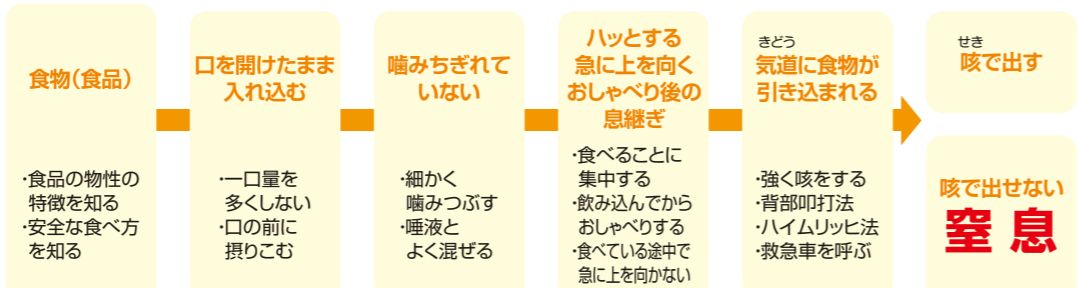 食物(食品)
・食品の物性の
特徴を知る
・安全な食べ方
を知る
口を開けたまま
入れ込む
・一口量を
多くしない
・口の前に
摂りこむ
噛みちぎれて
いない
・細かく
噛みつぶす
・唾液と
よく混ぜる
ハッとする
急に上を向く
おしゃべり後の
息継ぎ
・食べることに
集中する
・飲み込んでから
おしゃべりする
・食べている途中で
急に上を向かない
きどう
気道に食物が
引き込まれる
・強く咳をする
・背部叩打法
・ハイムリッヒ法
・救急車を呼ぶ
せき
咳で出す
咳で出せない
窒息